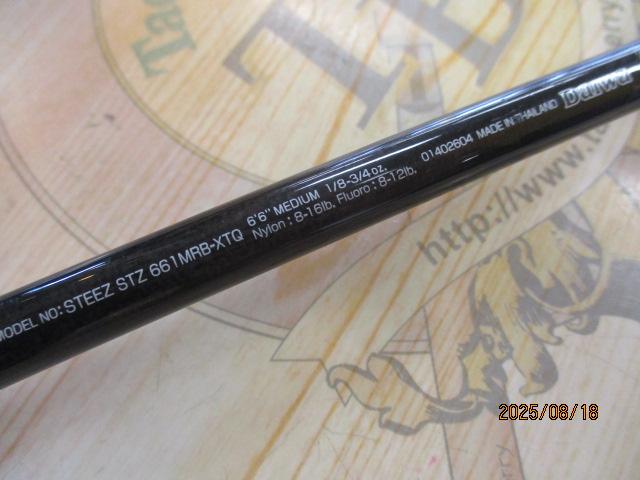 MODEL NO: STEEZ STZ 661MRB-XTQ
6'6" MEDIUM 1/8-3/4oz.
Nylon : 8-16lb. Fluoro : 8-12lb.
01402604 MADE IN THAILAND
Daiwa
http://www.ta
2025/08/18